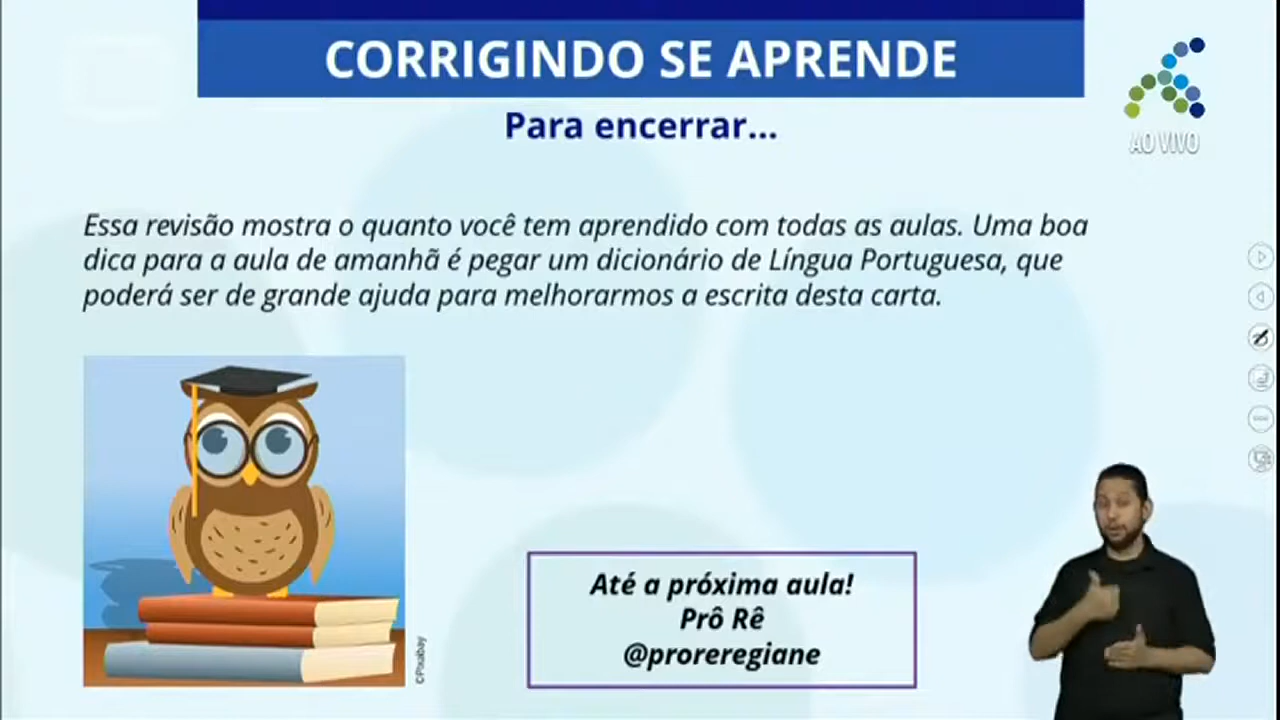 CORRIGINDO SE APRENDE
AO VIVO
Para encerrar...
Essa revisão mostra o quanto você tem aprendido com todas as aulas. Uma boa
dica para a aula de amanhã é pegar um dicionário de Língua Portuguesa, que
poderá ser de grande ajuda para melhorarmos a escrita desta carta.
©Pixabay
Até a próxima aula!
Prô Rê
@proreregiane